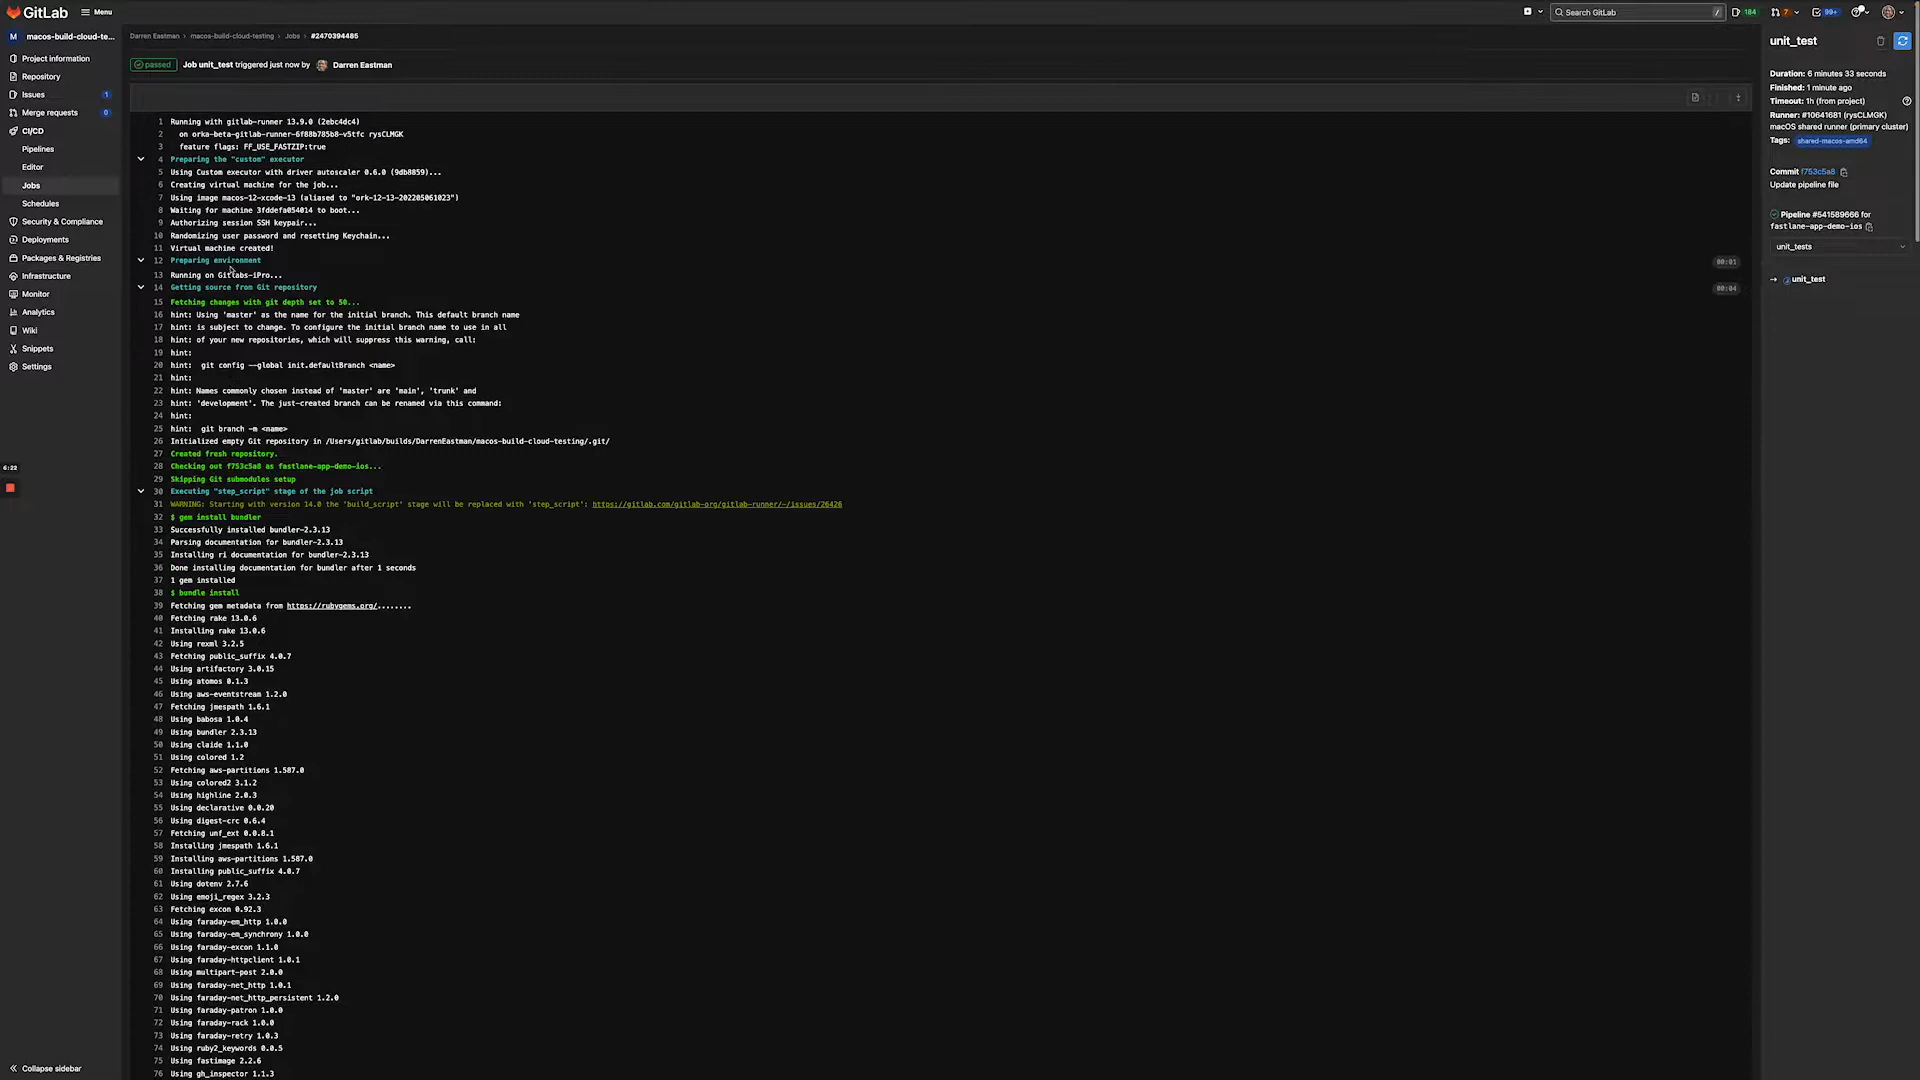 GitLab
Menu
Search GitLab
/
184
7
99+
M macos-build-cloud-te...
Project information
Repository
Issues
1
Merge requests
0
CI/CD
Pipelines
Editor
Jobs
Schedules
Security & Compliance
Deployments
Packages & Registries
Infrastructure
Monitor
Analytics
Wiki
Snippets
Settings
6:22
Collapse sidebar
Darren Eastman › macos-build-cloud-testing › Jobs › #2470394485
passed Job unit_test triggered just now by Darren Eastman
1 Running with gitlab-runner 13.9.0 (2ebc4dc4)
2 on orka-beta-gitlab-runner-6f88b785b8-v5tfc rysCLMGK
3 feature flags: FF_USE_FASTZIP:true
4 Preparing the "custom" executor
5 Using Custom executor with driver autoscaler 0.6.0 (9db8859)...
6 Creating virtual machine for the job...
7 Using image macos-12-xcode-13 (aliased to "ork-12-13-202205061023")
8 Waiting for machine 3fddefa054014 to boot...
9 Authorizing session SSH keypair...
10 Randomizing user password and resetting Keychain...
11 Virtual machine created!
12 Preparing environment
00:01
13 Running on Gitlabs-iPro...
14 Getting source from Git repository
00:04
15 Fetching changes with git depth set to 50...
16 hint: Using 'master' as the name for the initial branch. This default branch name
17 hint: is subject to change. To configure the initial branch name to use in all
18 hint: of your new repositories, which will suppress this warning, call:
19 hint:
20 hint: git config --global init.defaultBranch <name>
21 hint:
22 hint: Names commonly chosen instead of 'master' are 'main', 'trunk' and
23 hint: 'development'. The just-created branch can be renamed via this command:
24 hint:
25 hint: git branch -m <name>
26 Initialized empty Git repository in /Users/gitlab/builds/DarrenEastman/macos-build-cloud-testing/.git/
27 Created fresh repository.
28 Checking out f753c5a8 as fastlane-app-demo-ios...
29 Skipping Git submodules setup
30 Executing "step_script" stage of the job script
31 WARNING: Starting with version 14.0 the 'build_script' stage will be replaced with 'step_script': https://gitlab.com/gitlab-org/gitlab-runner/-/issues/26426
32 $ gem install bundler
33 Successfully installed bundler-2.3.13
34 Parsing documentation for bundler-2.3.13
35 Installing ri documentation for bundler-2.3.13
36 Done installing documentation for bundler after 1 seconds
37 1 gem installed
38 $ bundle install
39 Fetching gem metadata from https://rubygems.org/........
40 Fetching rake 13.0.6
41 Installing rake 13.0.6
42 Using rexml 3.2.5
43 Fetching public_suffix 4.0.7
44 Using artifactory 3.0.15
45 Using atomos 0.1.3
46 Using aws-eventstream 1.2.0
47 Fetching jmespath 1.6.1
48 Using babosa 1.0.4
49 Using bundler 2.3.13
50 Using claide 1.1.0
51 Using colored 1.2
52 Fetching aws-partitions 1.587.0
53 Using colored2 3.1.2
54 Using highline 2.0.3
55 Using declarative 0.0.20
56 Using digest-crc 0.6.4
57 Fetching unf_ext 0.0.8.1
58 Installing jmespath 1.6.1
59 Installing aws-partitions 1.587.0
60 Installing public_suffix 4.0.7
61 Using dotenv 2.7.6
62 Using emoji_regex 3.2.3
63 Fetching excon 0.92.3
64 Using faraday-em_http 1.0.0
65 Using faraday-em_synchrony 1.0.0
66 Using faraday-excon 1.1.0
67 Using faraday-httpclient 1.0.1
68 Using multipart-post 2.0.0
69 Using faraday-net_http 1.0.1
70 Using faraday-net_http_persistent 1.2.0
71 Using faraday-patron 1.0.0
72 Using faraday-rack 1.0.0
73 Using faraday-retry 1.0.3
74 Using ruby2_keywords 0.0.5
75 Using fastimage 2.2.6
76 Using gh_inspector 1.1.3
unit_test
Duration: 6 minutes 33 seconds
Finished: 1 minute ago
Timeout: 1h (from project)
Runner: #10641681 (rysCLMGK)
macOS shared runner (primary cluster)
Tags: shared-macos-amd64
Commit f753c5a8
Update pipeline file
Pipeline #541589666 for
fastlane-app-demo-ios
unit_tests
→ unit_test